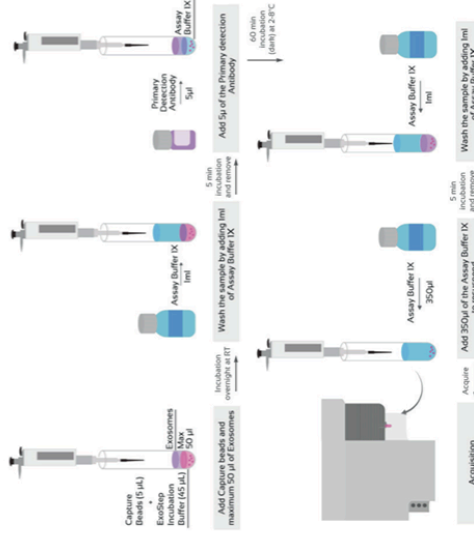 Capture
Beads (5 µL)
+
ExoStep
Incubation
Buffer (45 µL)
Exosomes
Max
50 µl
Add Capture beads and
maximum 50 µl of Exosomes
Incubation
overnight at RT
Assay Buffer IX
1ml
Wash the sample by adding 1ml
of Assay Buffer IX
5 min
incubation
and remove
Primary
Detection
Antibody
5µl
Assay
Buffer IX
Add 5µ of the Primary detection
Antibody
60 min
incubation
(dark) at 2-8°C
Assay Buffer IX
1ml
Wash the sample by adding 1ml
5 min
incubation
and remove
Assay Buffer IX
350µl
Add 350µl of the Assay Buffer IX
Acquire
Acquisition